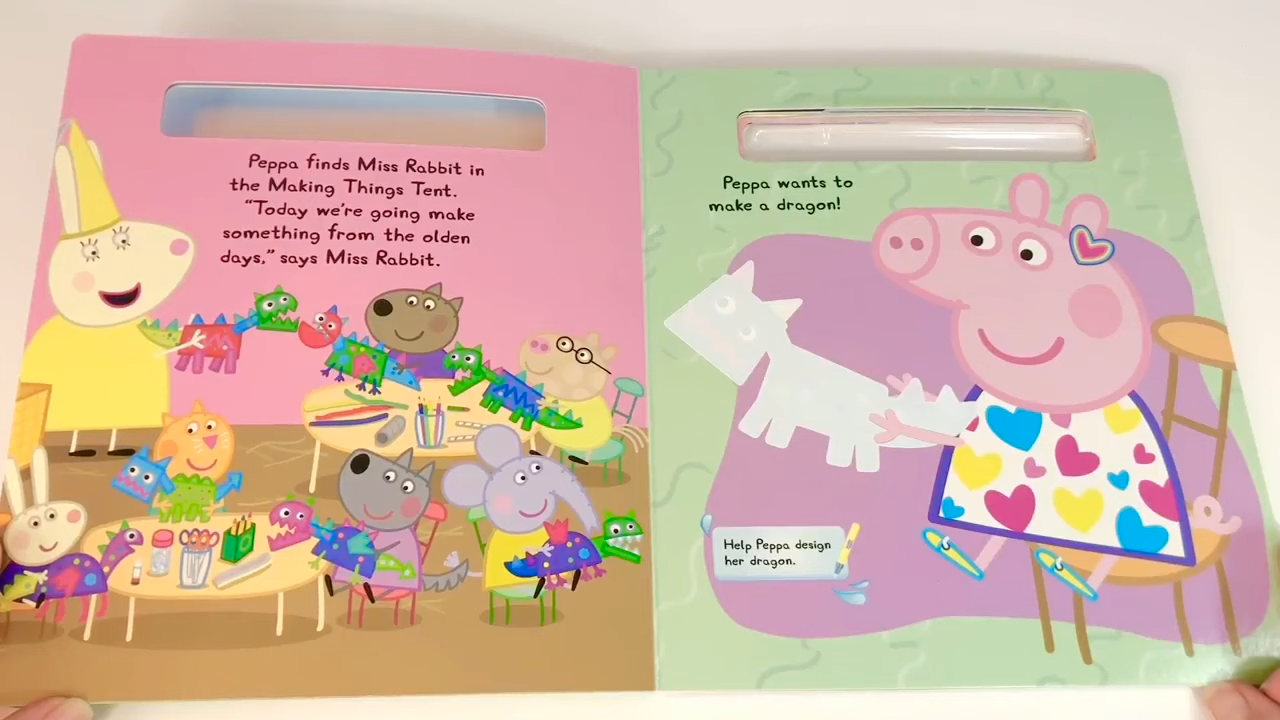 Peppa finds Miss Rabbit in
the Making Things Tent.
“Today we’re going make
something from the olden
days,” says Miss Rabbit.
Peppa wants to
make a dragon!
Help Peppa design
her dragon.